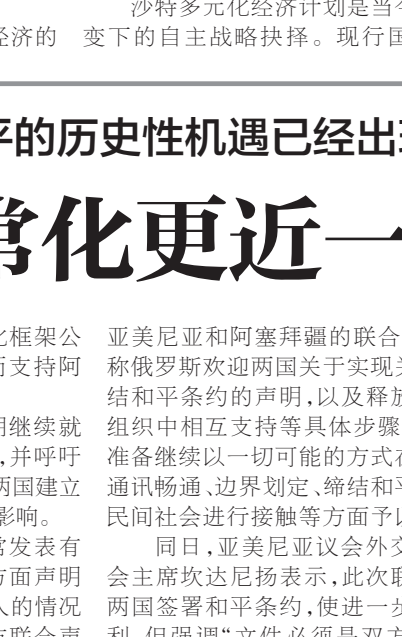 沙特多元化经济计划是当今
经济的
变下的自主战略抉择。现行国
平的历史性机遇已经出现
常化更近一
化框架公
而支持阿
明继续就
,并呼吁
两国建立
影响。
常发表有
方面声明
人的情况
方联合声
亚美尼亚和阿塞拜疆的联合
称俄罗斯欢迎两国关于实现关
结和平条约的声明,以及释放
组织中相互支持等具体步骤
准备继续以一切可能的方式在
通讯畅通、边界划定、缔结和平
民间社会进行接触等方面予以
同日,亚美尼亚议会外交
会主席坎达尼扬表示,此次联
两国签署和平条约,使进一步
利,但强调“文件必须是双方